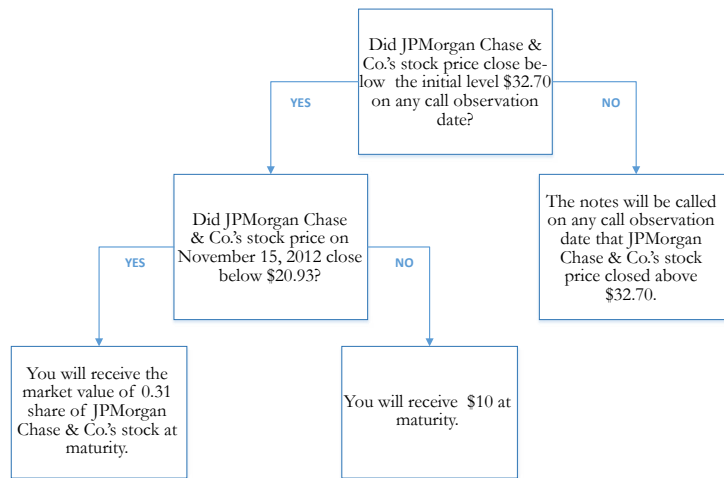 Did JPMorgan Chase &
Co.'s stock price close be-
low the initial level $32.70
on any call observation
date?
YES
NO
Did JPMorgan Chase
& Co.'s stock price on
November 15, 2012 close
below $20.93?
The notes will be called
on any call observation
date that JPMorgan
Chase & Co.'s stock
price closed above
$32.70.
YES
NO
You will receive the
market value of 0.31
share of JPMorgan
Chase & Co.'s stock at
maturity.
You will receive $10 at
maturity.